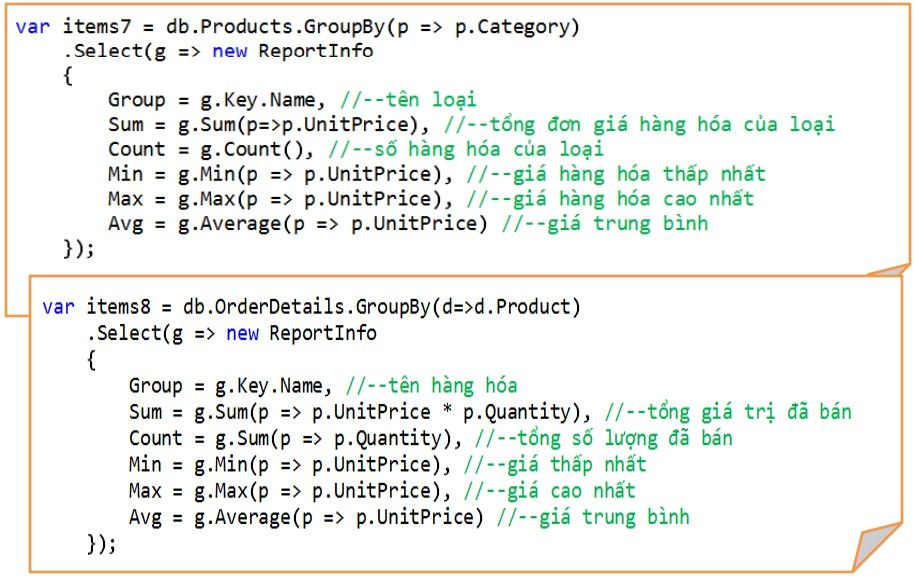 var items7 = db.Products.GroupBy(p => p.Category)
.Select(g => new ReportInfo
{
Group = g.Key.Name, //--tên loại
Sum = g.Sum(p=>p.UnitPrice), //--tổng đơn giá hàng hóa của loại
Count = g.Count(), //--số hàng hóa của loại
Min = g.Min(p => p.UnitPrice), //--giá hàng hóa thấp nhất
Max = g.Max(p => p.UnitPrice), //--giá hàng hóa cao nhất
Avg = g.Average(p => p.UnitPrice) //--giá trung bình
});
var items8 = db.OrderDetails.GroupBy(d=>d.Product)
.Select(g => new ReportInfo
{
Group = g.Key.Name, //--tên hàng hóa
Sum = g.Sum(p => p.UnitPrice * p.Quantity), //--tổng giá trị đã bán
Count = g.Sum(p => p.Quantity), //--tổng số lượng đã bán
Min = g.Min(p => p.UnitPrice), //--giá thấp nhất
Max = g.Max(p => p.UnitPrice), //--giá cao nhất
Avg = g.Average(p => p.UnitPrice) //--giá trung bình
});